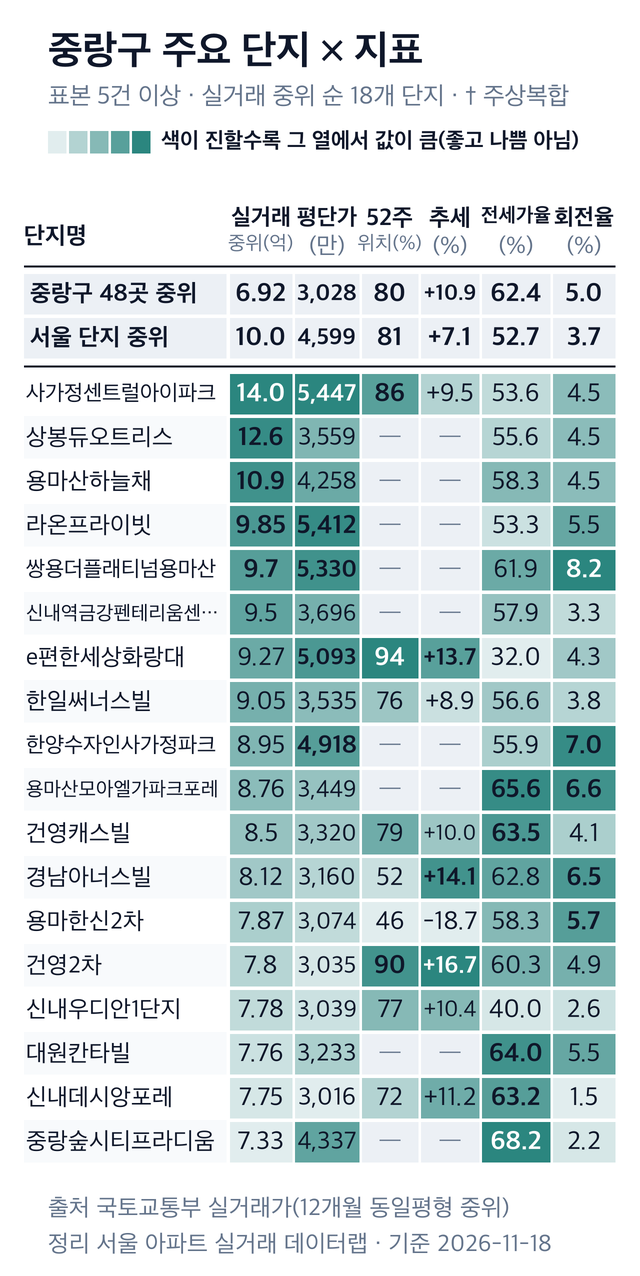 중랑구 주요 단지 × 지표
표본 5건 이상 · 실거래 중위 순 18개 단지 · † 주상복합
색이 진할수록 그 열에서 값이 큼(좋고 나쁨 아님)
단지명 실거래 중위(억) 평단가 (만) 52주 위치(%) 추세 (%) 전세가율 (%) 회전율 (%)
중랑구 48곳 중위 6.92 3,028 80 +10.9 62.4 5.0
서울 단지 중위 10.0 4,599 81 +7.1 52.7 3.7
사가정센트럴아이파크 14.0 5,447 86 +9.5 53.6 4.5
상봉듀오트리스 12.6 3,559 — — 55.6 4.5
용마산하늘채 10.9 4,258 — — 58.3 4.5
라온프라이빗 9.85 5,412 — — 53.3 5.5
쌍용더플래티넘용마산 9.7 5,330 — — 61.9 8.2
신내역금강펜테리움센… 9.5 3,696 — — 57.9 3.3
e편한세상화랑대 9.27 5,093 94 +13.7 32.0 4.3
한일써너스빌 9.05 3,535 76 +8.9 56.6 3.8
한양수자인사가정파크 8.95 4,918 — — 55.9 7.0
용마산모아엘가파크포레 8.76 3,449 — — 65.6 6.6
건영캐스빌 8.5 3,320 79 +10.0 63.5 4.1
경남아너스빌 8.12 3,160 52 +14.1 62.8 6.5
용마한신2차 7.87 3,074 46 −18.7 58.3 5.7
건영2차 7.8 3,035 90 +16.7 60.3 4.9
신내우디안1단지 7.78 3,039 77 +10.4 40.0 2.6
대원칸타빌 7.76 3,233 — — 64.0 5.5
신내데시앙포레 7.75 3,016 72 +11.2 63.2 1.5
중랑숲시티프라디움 7.33 4,337 — — 68.2 2.2
출처 국토교통부 실거래가(12개월 동일평형 중위)
정리 서울 아파트 실거래 데이터랩 · 기준 2026-11-18